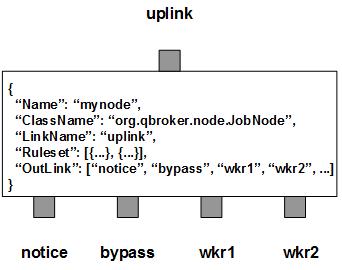 uplink
{
“Name”: “mynode”,
“ClassName”: “org.qbroker.node.JobNode”,
“LinkName”: “uplink”,
“Ruleset”: [{...}, {...}],
“OutLink”: [“notice”, “bypass”, “wkr1”, “wkr2”, ...]
}
notice bypass wkr1 wkr2